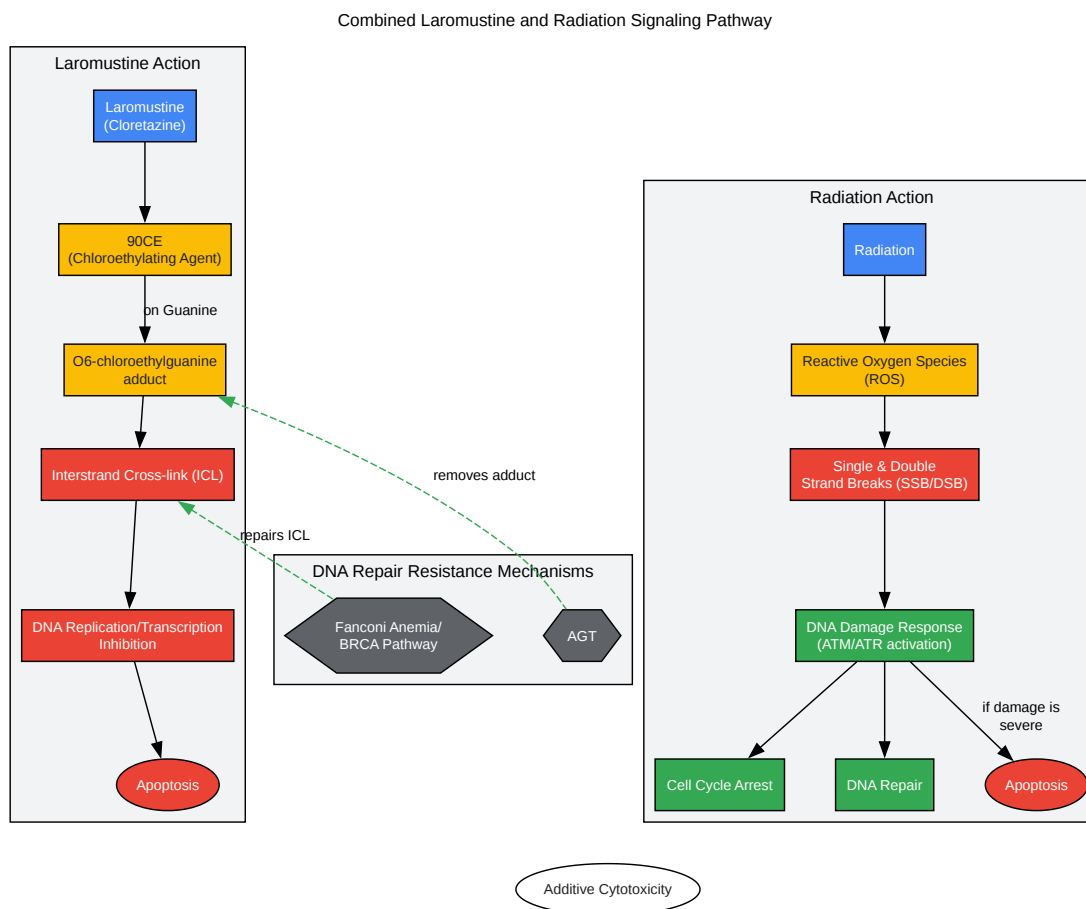 Combined Laromustine and Radiation Signaling Pathway
Laromustine Action
Laromustine
(Cloretazine)
90CE
(Chloroethylating Agent)
on Guanine
O6-chloroethylguanine
adduct
Interstrand Cross-link (ICL)
DNA Replication/Transcription
Inhibition
Apoptosis
removes adduct
repairs ICL
DNA Repair Resistance Mechanisms
Fanconi Anemia/
BRCA Pathway
AGT
Radiation Action
Radiation
Reactive Oxygen Species
(ROS)
Single & Double
Strand Breaks (SSB/DSB)
DNA Damage Response
(ATM/ATR activation)
if damage is
severe
Cell Cycle Arrest
DNA Repair
Apoptosis
Additive Cytotoxicity